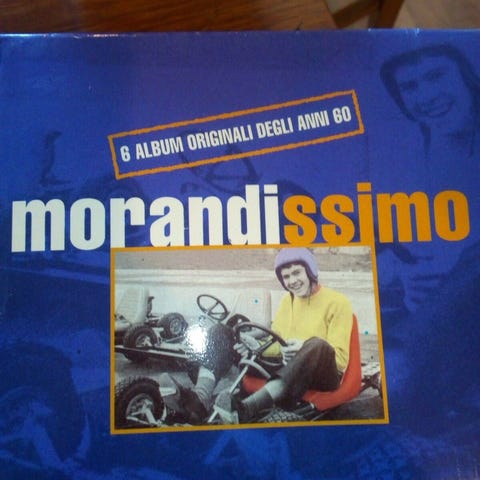 6 ALBUM ORIGINALI DEGLI ANNI 60
morandissimo